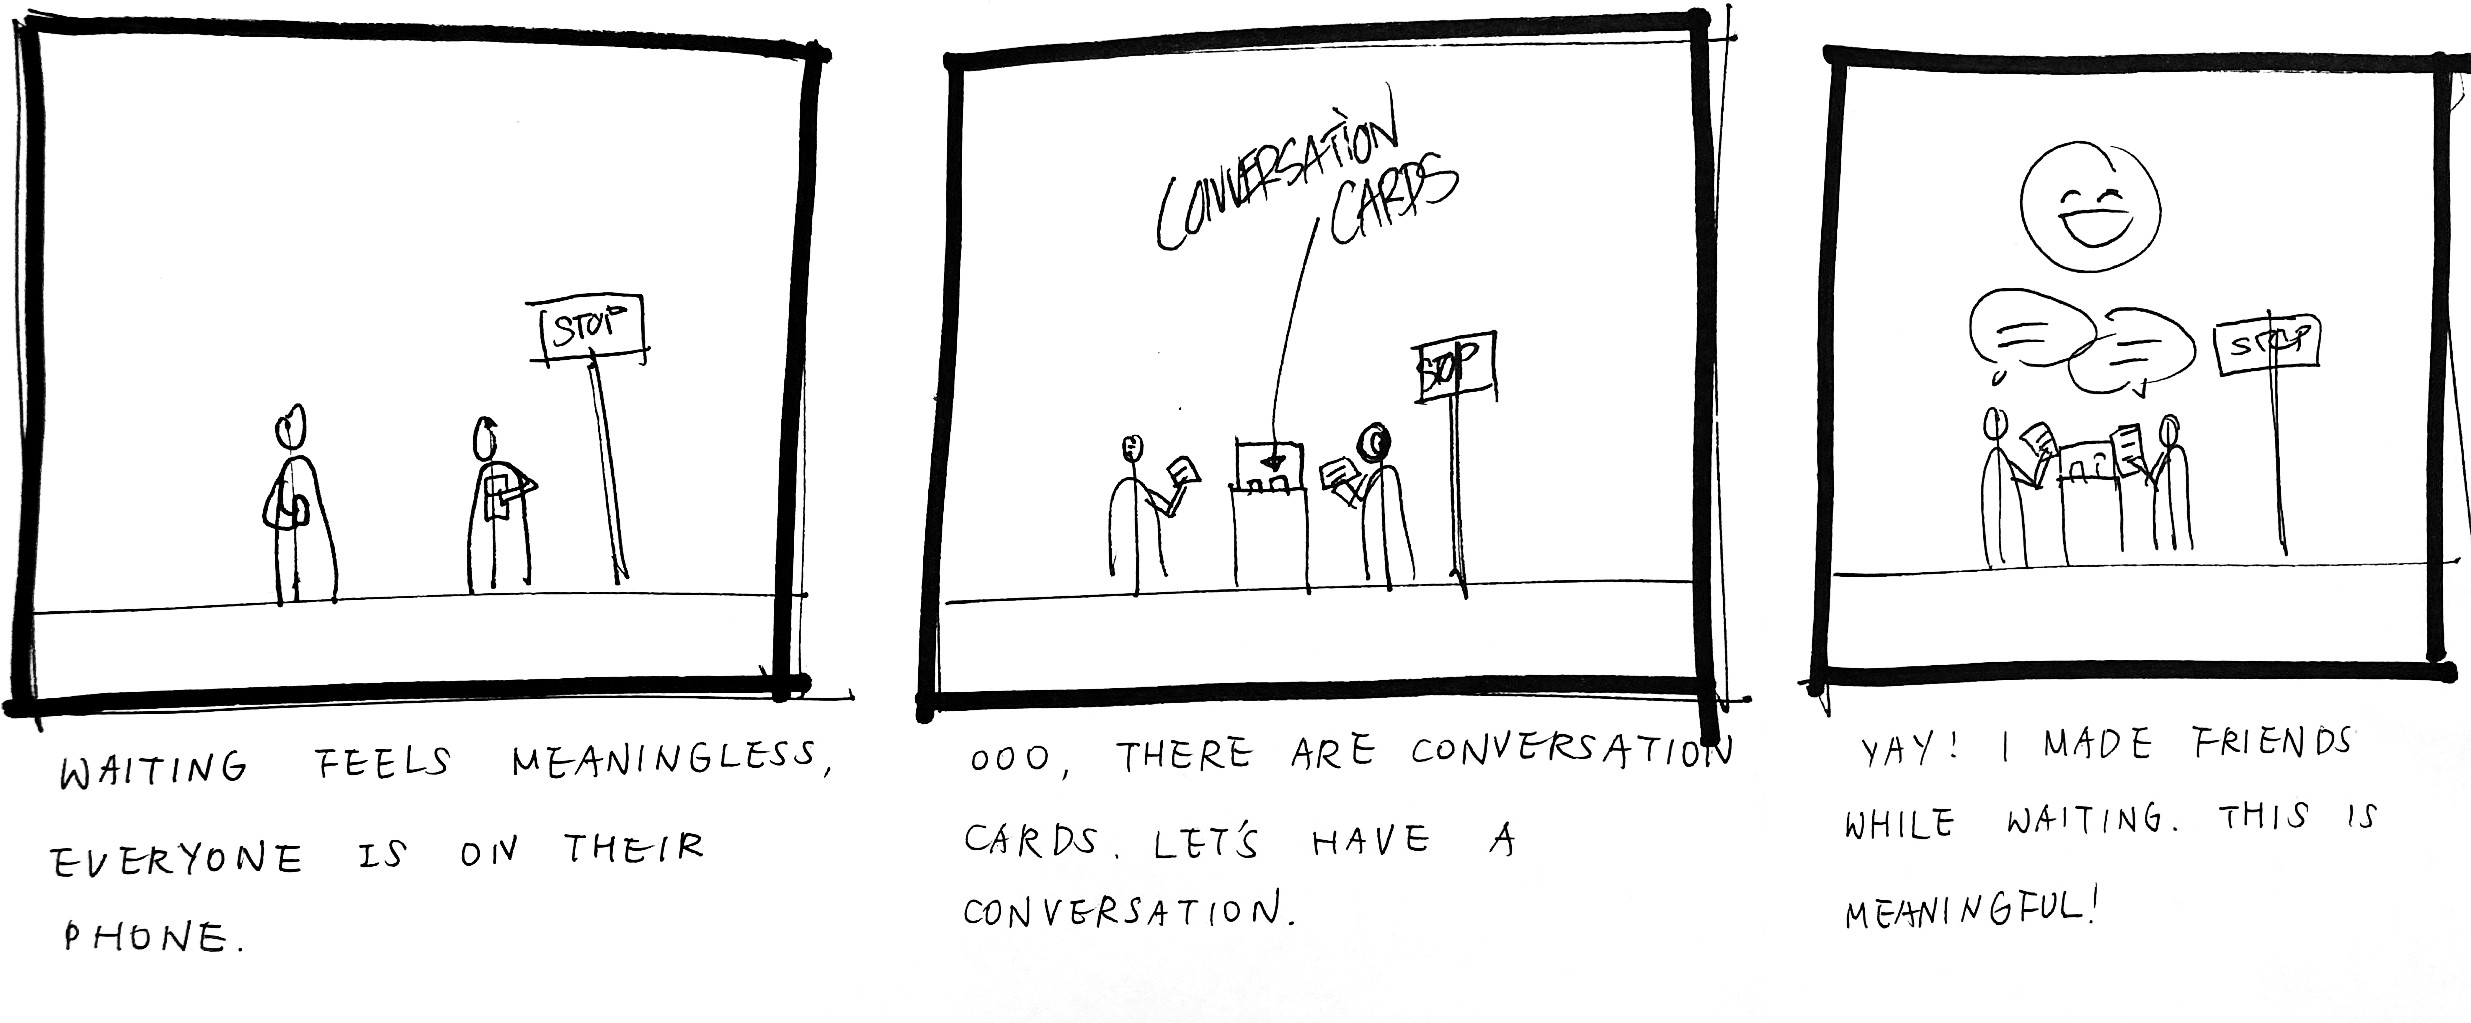 STOP
WAITING FEELS MEANINGLESS,
EVERYONE IS ON THEIR
PHONE.
CONVERSATION
CARDS
STOP
OOO, THERE ARE CONVERSATION
CARDS. LET'S HAVE A
CONVERSATION.
STOP
YAY! I MADE FRIENDS
WHILE WAITING. THIS IS
MEANINGFUL!